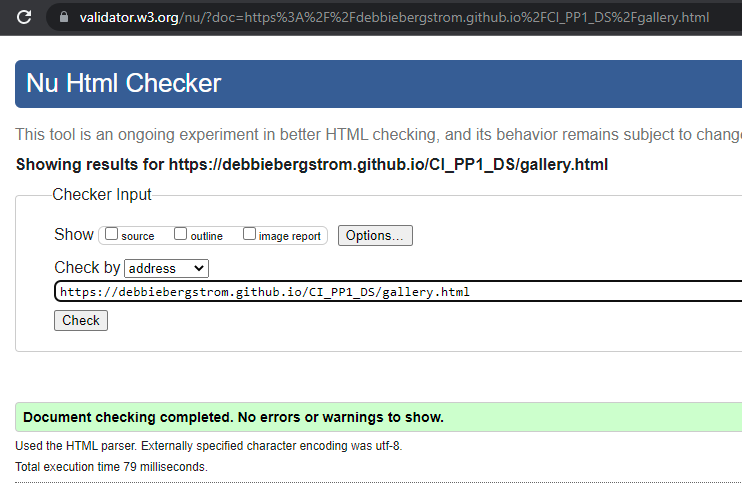 validator.w3.org/nu/?doc=https%3A%2F%2Fdebbiebergstrom.github.io%2FCI_PP1_DS%2Fgallery.html
Nu Html Checker
This tool is an ongoing experiment in better HTML checking, and its behavior remains subject to change
Showing results for https://debbiebergstrom.github.io/CI_PP1_DS/gallery.html
Checker Input
Show source outline image report Options...
Check by address
https://debbiebergstrom.github.io/CI_PP1_DS/gallery.html
Check
Document checking completed. No errors or warnings to show.
Used the HTML parser. Externally specified character encoding was utf-8.
Total execution time 79 milliseconds.